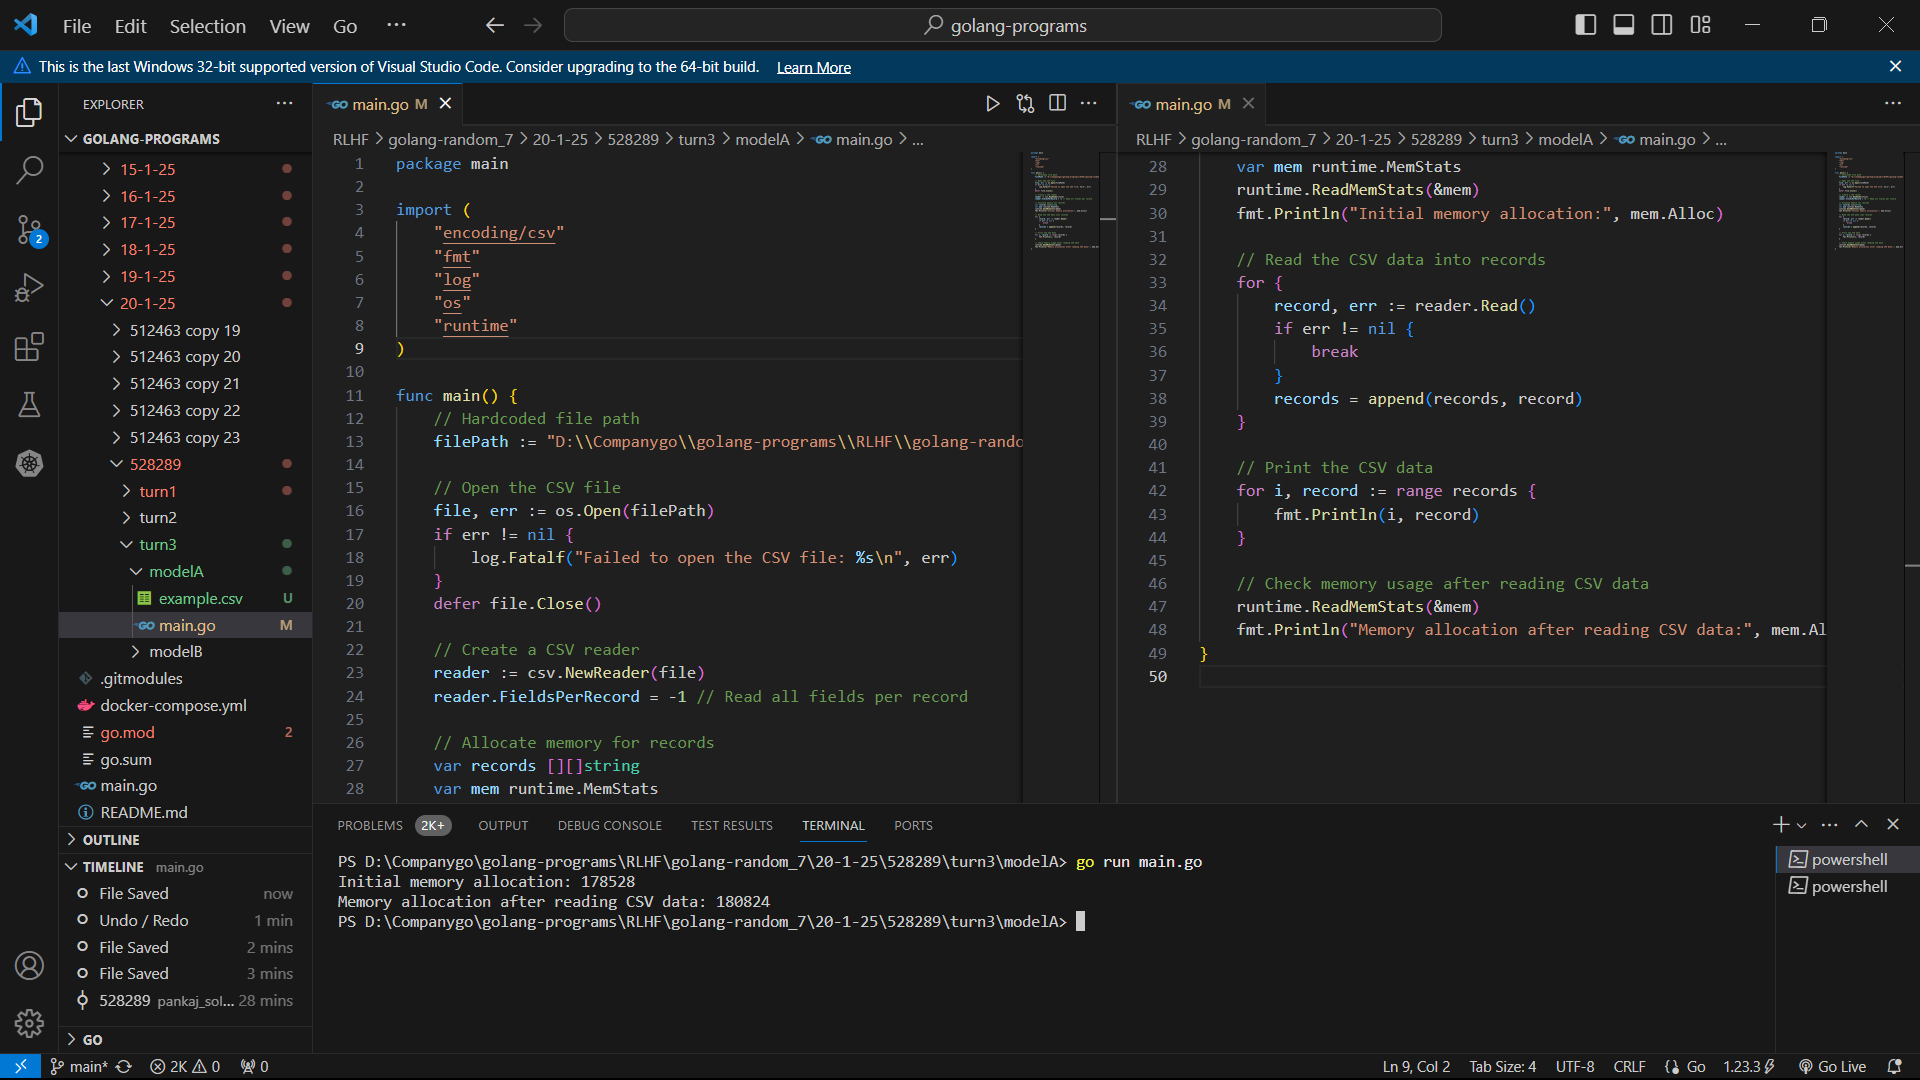 File Edit Selection View Go ···
golang-programs
This is the last Windows 32-bit supported version of Visual Studio Code. Consider upgrading to the 64-bit build. Learn More
EXPLORER
GOLANG-PROGRAMS
15-1-25
16-1-25
17-1-25
18-1-25
19-1-25
20-1-25
512463 copy 19
512463 copy 20
512463 copy 21
512463 copy 22
512463 copy 23
528289
turn1
turn2
turn3
modelA
example.csv U
main.go M
modelB
.gitmodules
docker-compose.yml
go.mod 2
go.sum
main.go
README.md
OUTLINE
TIMELINE main.go
File Saved now
Undo / Redo 1 min
File Saved 2 mins
File Saved 3 mins
528289 pankaj_sol... 28 mins
GO
2
main.go M
RLHF > golang-random_7 > 20-1-25 > 528289 > turn3 > modelA > main.go > ...
1 package main
2
3 import (
4 "encoding/csv"
5 "fmt"
6 "log"
7 "os"
8 "runtime"
9 )
10
11 func main() {
12 // Hardcoded file path
13 filePath := "D:\\Companygo\\golang-programs\\RLHF\\golang-rando
14
15 // Open the CSV file
16 file, err := os.Open(filePath)
17 if err != nil {
18 log.Fatalf("Failed to open the CSV file: %s\n", err)
19 }
20 defer file.Close()
21
22 // Create a CSV reader
23 reader := csv.NewReader(file)
24 reader.FieldsPerRecord = -1 // Read all fields per record
25
26 // Allocate memory for records
27 var records [][]string
28 var mem runtime.MemStats
main.go M
RLHF > golang-random_7 > 20-1-25 > 528289 > turn3 > modelA > main.go > ...
28 var mem runtime.MemStats
29 runtime.ReadMemStats(&mem)
30 fmt.Println("Initial memory allocation:", mem.Alloc)
31
32 // Read the CSV data into records
33 for {
34 record, err := reader.Read()
35 if err != nil {
36 break
37 }
38 records = append(records, record)
39 }
40
41 // Print the CSV data
42 for i, record := range records {
43 fmt.Println(i, record)
44 }
45
46 // Check memory usage after reading CSV data
47 runtime.ReadMemStats(&mem)
48 fmt.Println("Memory allocation after reading CSV data:", mem.Al
49 }
50
PROBLEMS 2K+ OUTPUT DEBUG CONSOLE TEST RESULTS TERMINAL PORTS
PS D:\Companygo\golang-programs\RLHF\golang-random_7\20-1-25\528289\turn3\modelA> go run main.go
Initial memory allocation: 178528
Memory allocation after reading CSV data: 180824
PS D:\Companygo\golang-programs\RLHF\golang-random_7\20-1-25\528289\turn3\modelA>
powershell
powershell
main* 2K 0 0 Ln 9, Col 2 Tab Size: 4 UTF-8 CRLF Go 1.23.3 Go Live